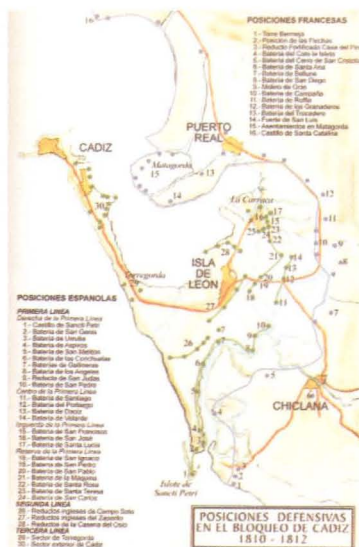 POSICIONES FRANCESAS
1.- Torre Bermeja
2.- Posición de las Flechas
3.- Reducto Fortificado Casa del Pino
4.- Batería del Coto la Isleta
5.- Batería del Cerro de San Cristobal
6.- Batería de Santa Ana
7.- Batería de Bellune
8.- Batería de San Diego
9.- Molino de Ocio
10.- Batería de Compaño
11.- Batería de Ruffin
12.- Batería de los Granaderos
13.- Batería del Trocadero
14.- Fuerte de San Luis
15.- Asentamientos en Matagorda
16.- Castillo de Santa Catalina
PUERTO REAL
CADIZ
Matagorda
La Carraca
ISLA DE LEON
Torregorda
CHICLANA
Islote de Sancti Petri
POSICIONES ESPAÑOLAS
PRIMERA LINEA
Derecha de la Primera Línea
1.- Castillo de Sancti Petri
2.- Batería de San Genis
3.- Batería de Urrutia
4.- Batería de Aspiroz
5.- Batería de San Melitón
6.- Batería de los Conchuelas
7.- Baterías de Gallineras
8.- Batería de los Angeles
9.- Reducto de San Judas
10.- Batería de San Pedro
Centro de la Primera Línea
11.- Batería de Santiago
12.- Batería del Portazgo
13.- Batería de Daoiz
14.- Batería de Velarde
Izquierda de la Primera Línea
15.- Batería de San Francisco
16.- Batería de San José
17.- Batería de Santa Lucía
Reserva de la Primera Línea
18.- Batería de San Ignacio
19.- Batería de San Pedro
20.- Batería de San Pablo
21.- Batería de la Máquina
22.- Batería de Santa Rosa
23.- Batería de Santa Teresa
24.- Batería de San Carlos
SEGUNDA LINEA
26.- Reductos ingleses de Campo Soto
27.- Reductos ingleses del Zaporito
28.- Reductos de la Casería del Osio
TERCERA LINEA
29.- Sector de Torregorda
30.- Sector exterior de Cádiz
POSICIONES DEFENSIVAS
EN EL BLOQUEO DE CADIZ
1810 - 1812